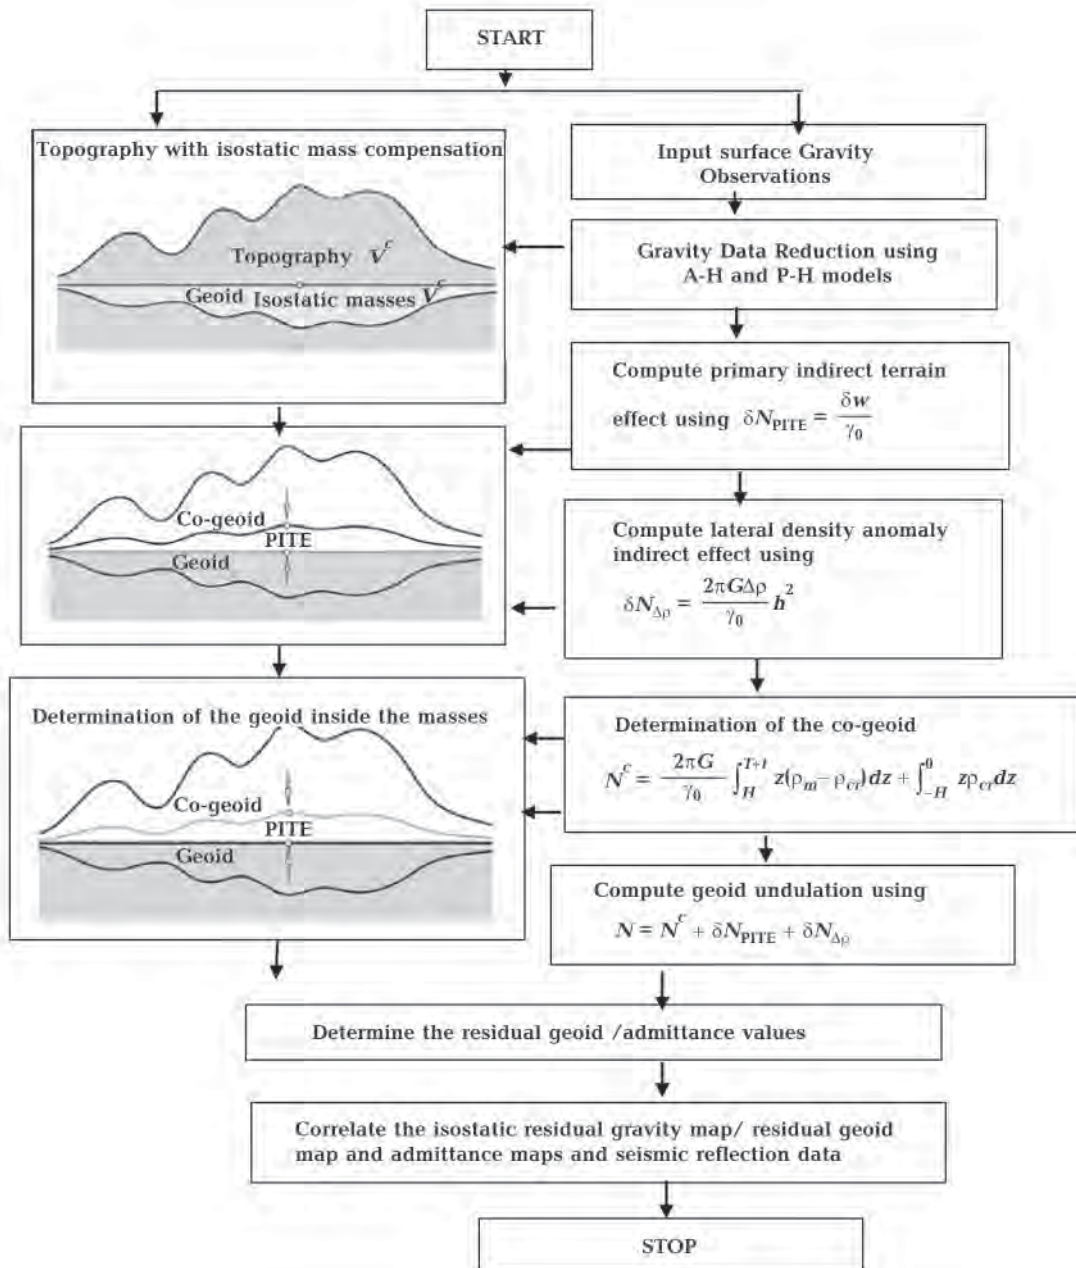 START
Topography with isostatic mass compensation
Topography V^c
Geoid Isostatic masses V^c
Input surface Gravity
Observations
Gravity Data Reduction using
A-H and P-H models
Compute primary indirect terrain
effect using δN_PITE = δw / γ_0
Co-geoid
PITE
Geoid
Compute lateral density anomaly
indirect effect using
δN_Δρ = 2πGΔρ / γ_0 h^2
Determination of the geoid inside the masses
Co-geoid
PITE
Geoid
Determination of the co-geoid
N^c = 2πG / γ_0 ∫_H^{T+t} z(ρ_m − ρ_cr) dz + ∫_{-H}^0 zρ_cr dz
Compute geoid undulation using
N = N^c + δN_PITE + δN_Δρ
Determine the residual geoid /admittance values
Correlate the isostatic residual gravity map/ residual geoid
map and admittance maps and seismic reflection data
STOP